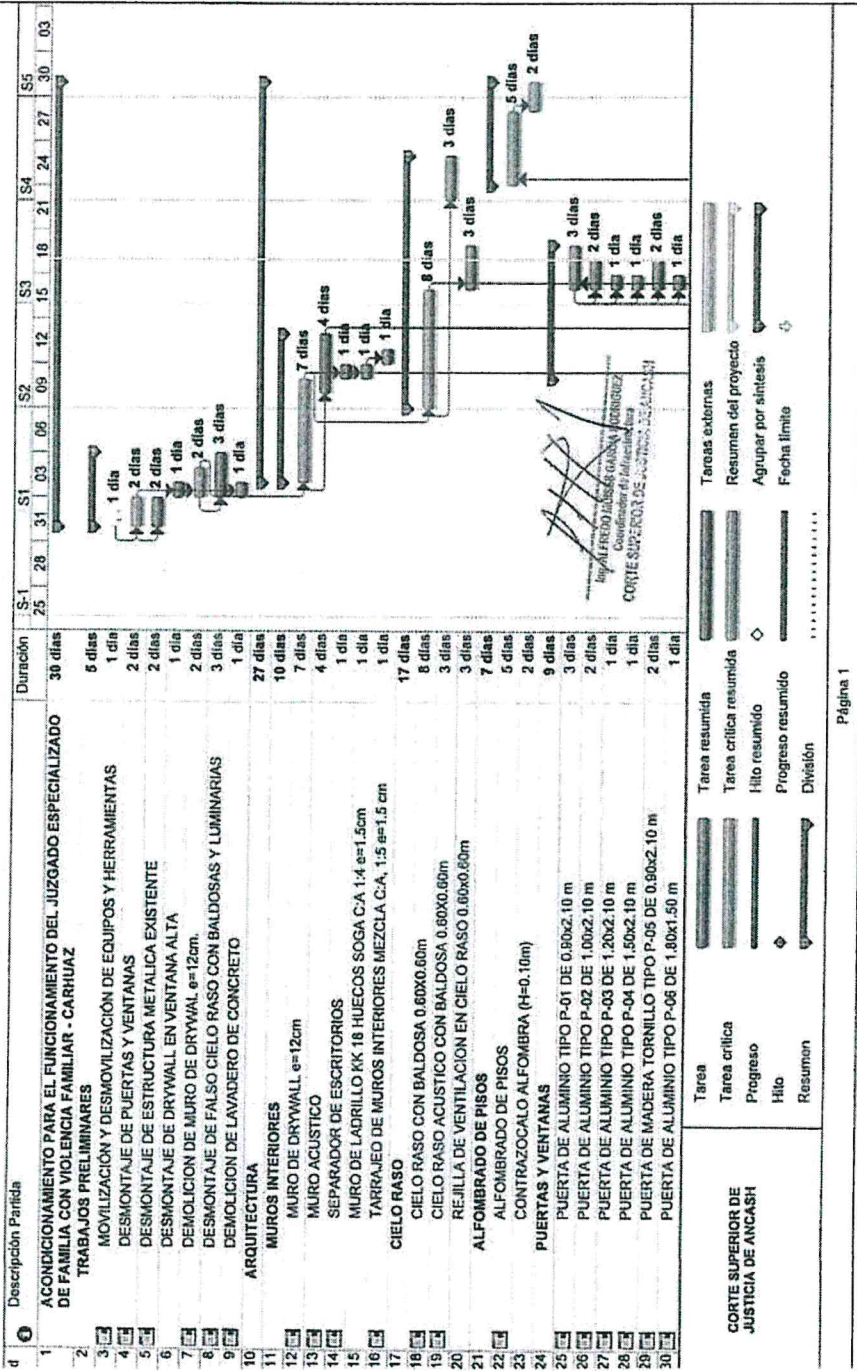 d Descripción Partida Duración S-1 S1 S2 S3 S4 S5
25 28 31 03 06 09 12 15 18 21 24 27 30 03
1 ACONDICIONAMIENTO PARA EL FUNCIONAMIENTO DEL JUZGADO ESPECIALIZADO 30 días
DE FAMILIA CON VIOLENCIA FAMILIAR - CARHUAZ
2 TRABAJOS PRELIMINARES 5 días
3 MOVILIZACIÓN Y DESMOVILIZACIÓN DE EQUIPOS Y HERRAMIENTAS 1 día 1 día
4 DESMONTAJE DE PUERTAS Y VENTANAS 2 días 2 días
5 DESMONTAJE DE ESTRUCTURA METALICA EXISTENTE 2 días 2 días
6 DESMONTAJE DE DRYWALL EN VENTANA ALTA 1 día 1 día
7 DEMOLICION DE MURO DE DRYWAL e=12cm. 2 días 2 días
8 DESMONTAJE DE FALSO CIELO RASO CON BALDOSAS Y LUMINARIAS 3 días 3 días
9 DEMOLICION DE LAVADERO DE CONCRETO 1 día 1 día
10 ARQUITECTURA 27 días
11 MUROS INTERIORES 10 días
12 MURO DE DRYWALL e=12cm 7 días 7 días
13 MURO ACUSTICO 4 días 4 días
14 SEPARADOR DE ESCRITORIOS 1 día 1 día
15 MURO DE LADRILLO KK 18 HUECOS SOGA C:A 1:4 e=1.5cm 1 día 1 día
16 TARRAJEO DE MUROS INTERIORES MEZCLA C:A, 1:5 e=1.5 cm 1 día 1 día
17 CIELO RASO 17 días
18 CIELO RASO CON BALDOSA 0.60X0.60m 8 días 8 días
19 CIELO RASO ACUSTICO CON BALDOSA 0.60X0.60m 3 días 3 días
20 REJILLA DE VENTILACION EN CIELO RASO 0.60x0.60m 3 días 3 días
21 ALFOMBRADO DE PISOS 7 días
22 ALFOMBRADO DE PISOS 5 días 5 días
23 CONTRAZOCALO ALFOMBRA (H=0.10m) 2 días 2 días
24 PUERTAS Y VENTANAS 9 días
25 PUERTA DE ALUMINIO TIPO P-01 DE 0.90x2.10 m 3 días 3 días
26 PUERTA DE ALUMINIO TIPO P-02 DE 1.00x2.10 m 2 días 2 días
27 PUERTA DE ALUMINIO TIPO P-03 DE 1.20x2.10 m 1 día 1 día
28 PUERTA DE ALUMINIO TIPO P-04 DE 1.50x2.10 m 1 día 1 día
29 PUERTA DE MADERA TORNILLO TIPO P-05 DE 0.90x2.10 m 2 días 2 días
30 PUERTA DE ALUMINIO TIPO P-06 DE 1.80x1.50 m 1 día 1 día
Ing. ALFREDO MOISES GARCIA RODRIGUEZ
Coordinador de Infraestructura
CORTE SUPERIOR DE JUSTICIA DE ANCASH
CORTE SUPERIOR DE
JUSTICIA DE ANCASH
Tarea
Tarea crítica
Progreso
Hito
Resumen
Tarea resumida
Tarea crítica resumida
Hito resumido
Progreso resumido
División
Tareas externas
Resumen del proyecto
Agrupar por síntesis
Fecha límite
Página 1